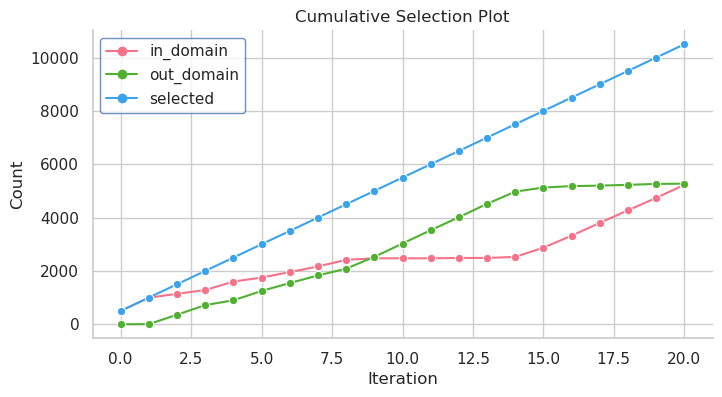 Cumulative Selection Plot
in_domain
out_domain
selected
10000
8000
6000
4000
2000
0
Count
0.0 2.5 5.0 7.5 10.0 12.5 15.0 17.5 20.0
Iteration